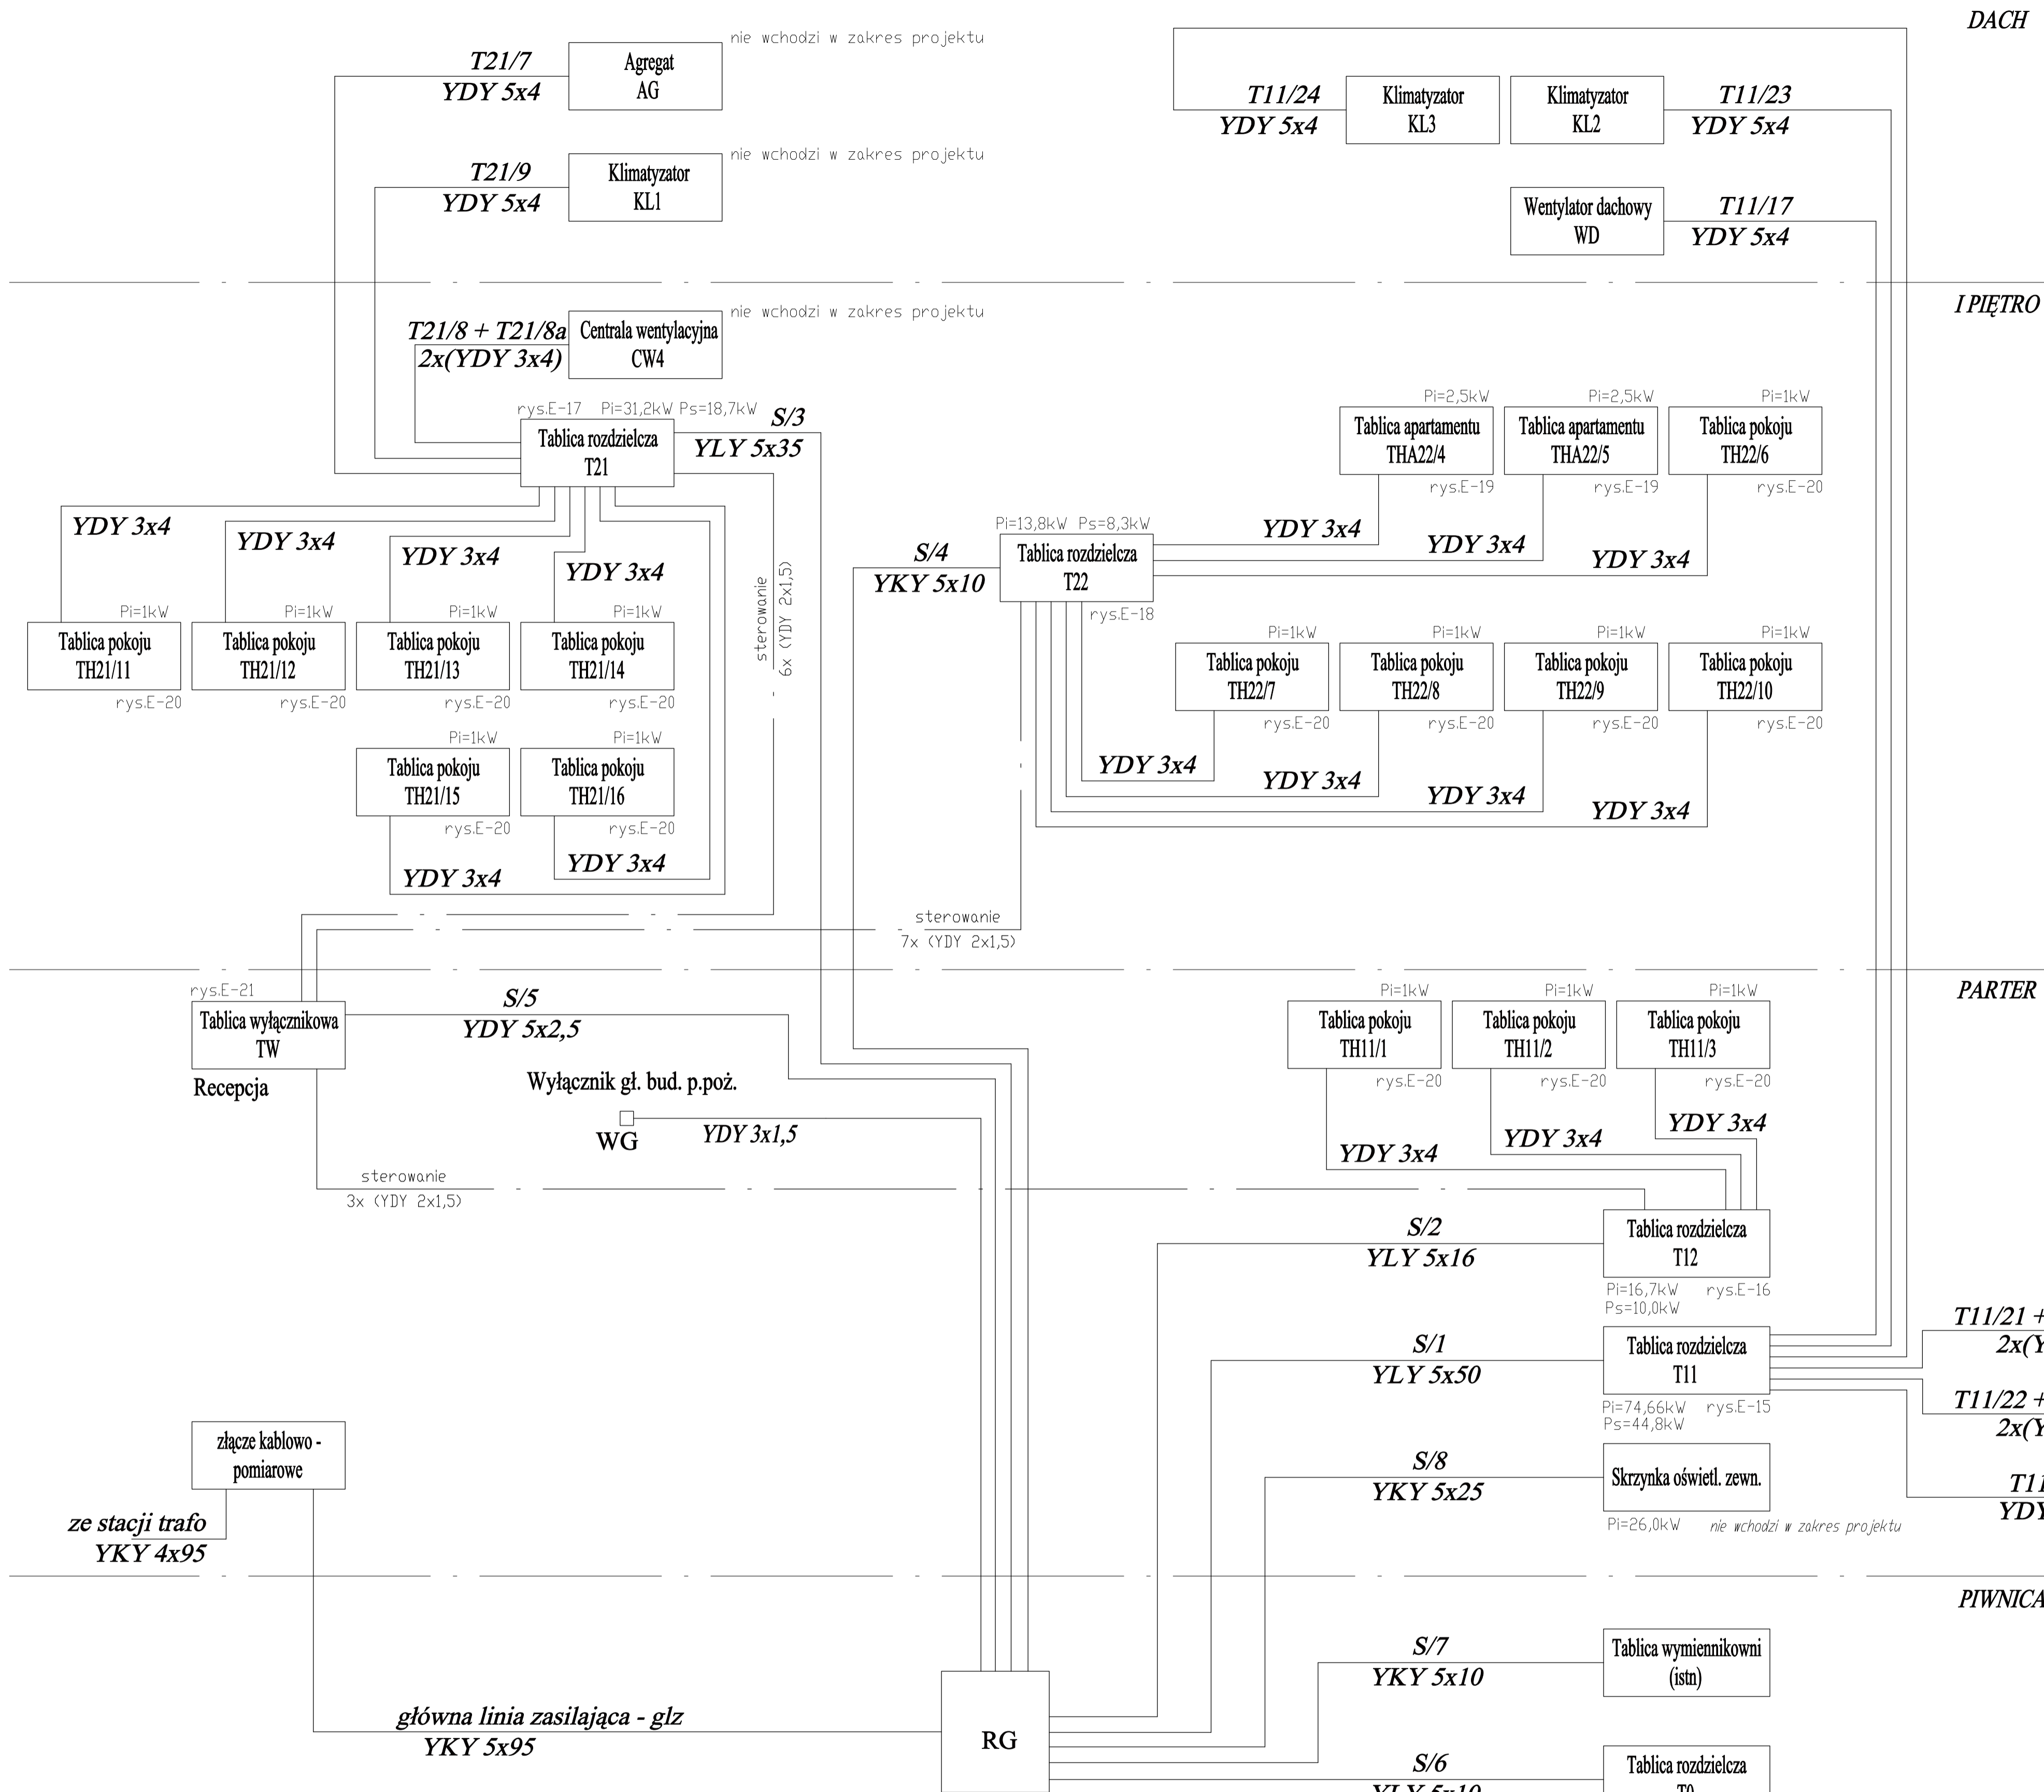 DACH
nie wchodzi w zakres projektu
T21/7
YDY 5x4
Agregat
AG
T11/24
YDY 5x4
Klimatyzator
KL3
Klimatyzator
KL2
T11/23
YDY 5x4
nie wchodzi w zakres projektu
T21/9
YDY 5x4
Klimatyzator
KL1
Wentylator dachowy
WD
T11/17
YDY 5x4
I PIĘTRO
nie wchodzi w zakres projektu
T21/8 + T21/8a
2x(YDY 3x4)
Centrala wentylacyjna
CW4
rys.E-17 Pi=31,2kW Ps=18,7kW
Tablica rozdzielcza
T21
S/3
YLY 5x35
Pi=2,5kW
Tablica apartamentu
THA22/4
rys.E-19
Pi=2,5kW
Tablica apartamentu
THA22/5
rys.E-19
Pi=1kW
Tablica pokoju
TH22/6
rys.E-20
YDY 3x4
YDY 3x4
YDY 3x4
YDY 3x4
sterowanie
6x (YDY 2x1,5)
S/4
YKY 5x10
Pi=13,8kW Ps=8,3kW
Tablica rozdzielcza
T22
rys.E-18
YDY 3x4
YDY 3x4
YDY 3x4
Pi=1kW
Tablica pokoju
TH21/11
rys.E-20
Pi=1kW
Tablica pokoju
TH21/12
rys.E-20
Pi=1kW
Tablica pokoju
TH21/13
rys.E-20
Pi=1kW
Tablica pokoju
TH21/14
rys.E-20
Pi=1kW
Tablica pokoju
TH22/7
rys.E-20
Pi=1kW
Tablica pokoju
TH22/8
rys.E-20
Pi=1kW
Tablica pokoju
TH22/9
rys.E-20
Pi=1kW
Tablica pokoju
TH22/10
rys.E-20
Pi=1kW
Tablica pokoju
TH21/15
rys.E-20
Pi=1kW
Tablica pokoju
TH21/16
rys.E-20
YDY 3x4
YDY 3x4
YDY 3x4
YDY 3x4
YDY 3x4
YDY 3x4
sterowanie
7x (YDY 2x1,5)
PARTER
rys.E-21
Tablica wyłącznikowa
TW
Recepcja
S/5
YDY 5x2,5
Wyłącznik gł. bud. p.poż.
WG
YDY 3x1,5
Pi=1kW
Tablica pokoju
TH11/1
rys.E-20
Pi=1kW
Tablica pokoju
TH11/2
rys.E-20
Pi=1kW
Tablica pokoju
TH11/3
rys.E-20
YDY 3x4
YDY 3x4
YDY 3x4
sterowanie
3x (YDY 2x1,5)
S/2
YLY 5x16
Tablica rozdzielcza
T12
Pi=16,7kW rys.E-16
Ps=10,0kW
S/1
YLY 5x50
Tablica rozdzielcza
T11
Pi=74,66kW rys.E-15
Ps=44,8kW
T11/21 +
2x(Y
T11/22 +
2x(Y
T11
YDY
złącze kablowo -
pomiarowe
ze stacji trafo
YKY 4x95
S/8
YKY 5x25
Skrzynka oświetl. zewn.
Pi=26,0kW nie wchodzi w zakres projektu
PIWNICA
S/7
YKY 5x10
Tablica wymiennikowni
(istn)
główna linia zasilająca - glz
YKY 5x95
RG
S/6
YLY 5x10
Tablica rozdzielcza
T0